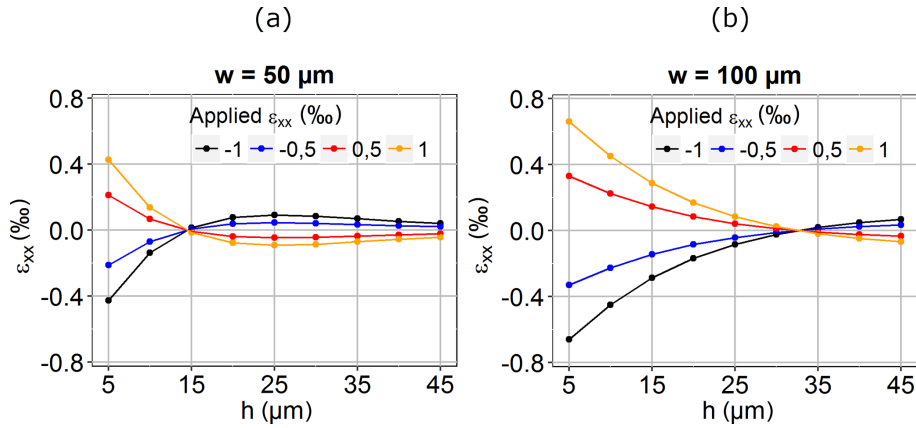 (a)
w = 50 µm
0.8
0.4
0.0
-0.4
-0.8
εxx (‰)
Applied εxx (‰)
-1 -0,5 0,5 1
5 15 25 35 45
h (µm)
(b)
w = 100 µm
0.8
0.4
0.0
-0.4
-0.8
εxx (‰)
Applied εxx (‰)
-1 -0,5 0,5 1
5 15 25 35 45
h (µm)